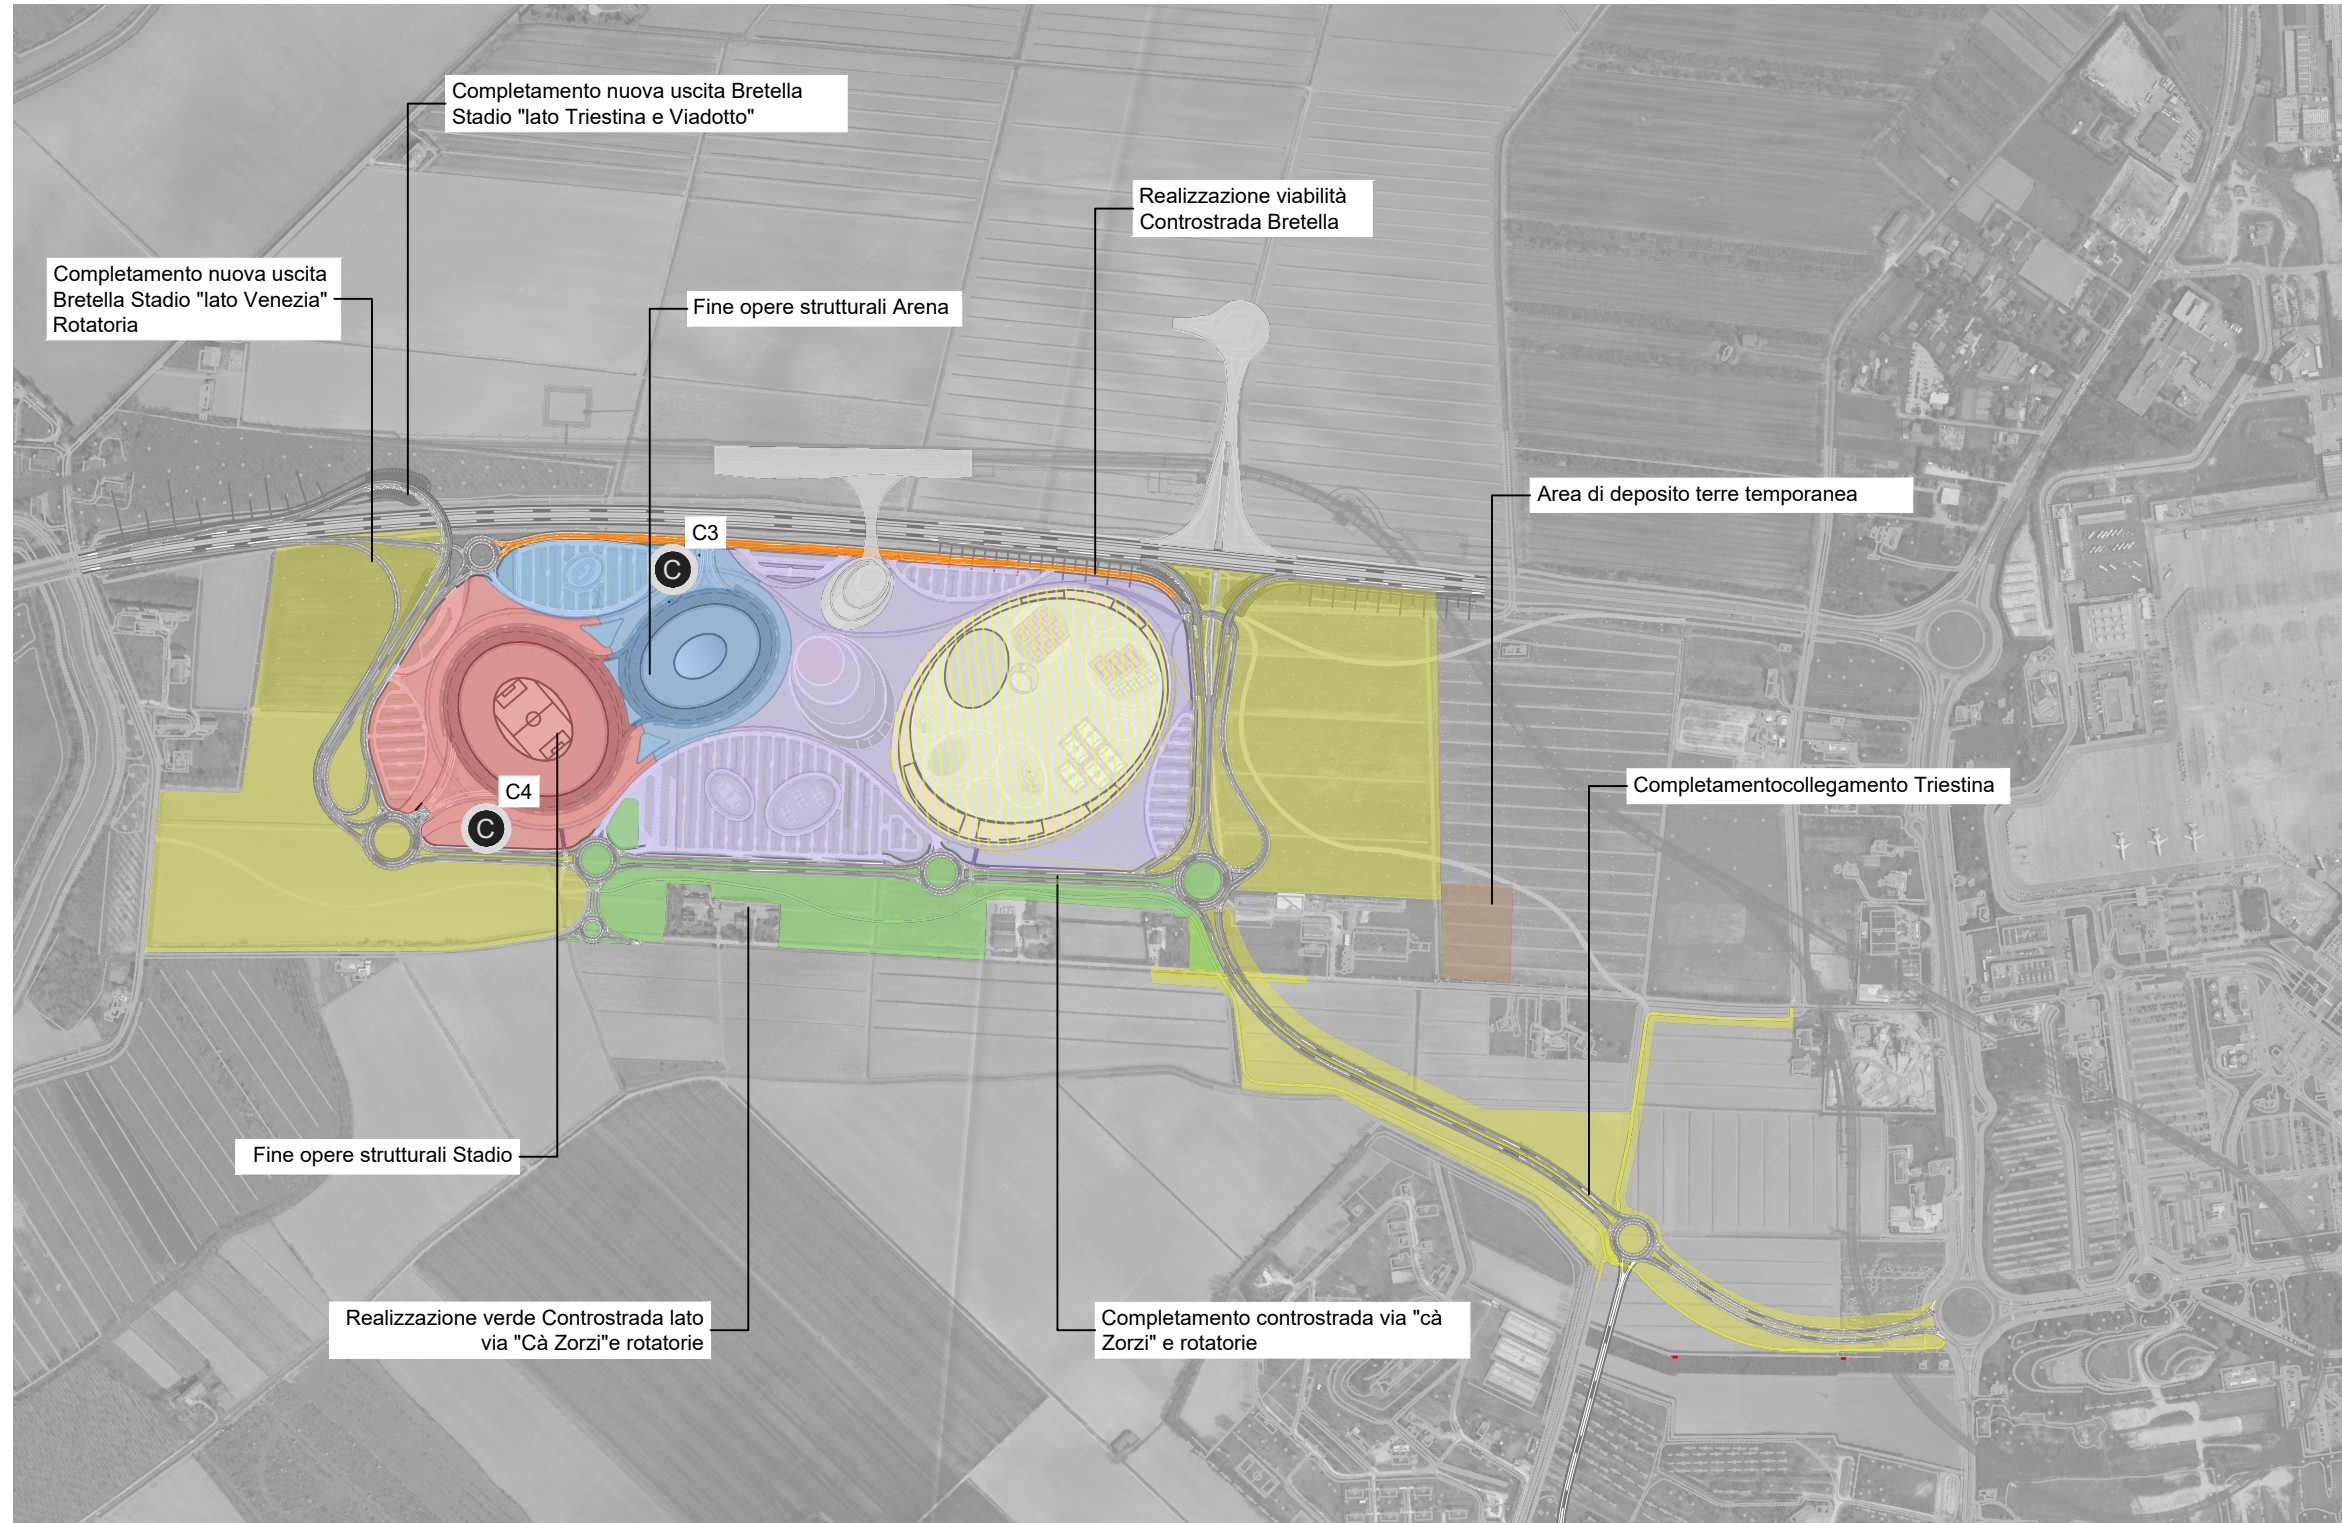 Completamento nuova uscita Bretella
Stadio "lato Triestina e Viadotto"
Realizzazione viabilità
Controstrada Bretella
Completamento nuova uscita
Bretella Stadio "lato Venezia"
Rotatoria
Fine opere strutturali Arena
Area di deposito terre temporanea
C3
C
Completamentocollegamento Triestina
C4
C
Fine opere strutturali Stadio
Realizzazione verde Controstrada lato
via "Cà Zorzi"e rotatorie
Completamento controstrada via "cà
Zorzi" e rotatorie